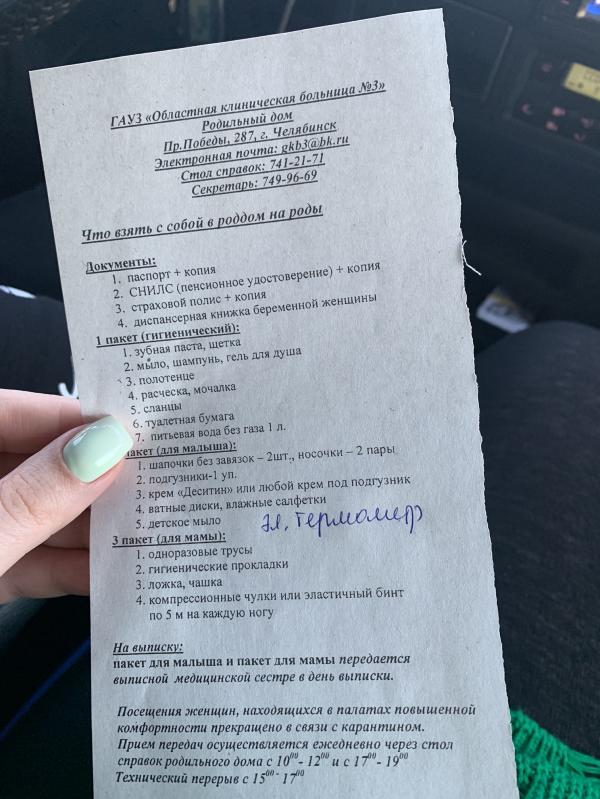 ГАУЗ «Областная клиническая больница №3»
Родильный дом
Пр.Победы, 287, г. Челябинск
Электронная почта: gkb3@bk.ru
Стол справок: 741-21-71
Секретарь: 749-96-69
Что взять с собой в роддом на роды
Документы:
1. паспорт + копия
2. СНИЛС (пенсионное удостоверение) + копия
3. страховой полис + копия
4. диспансерная книжка беременной женщины
1 пакет (гигиенический):
1. зубная паста, щетка
2. мыло, шампунь, гель для душа
3. полотенце
4. расческа, мочалка
5. сланцы
6. туалетная бумага
7. питьевая вода без газа 1 л.
пакет (для малыша):
1. шапочки без завязок – 2шт., носочки – 2 пары
2. подгузники-1 уп.
3. крем «Деситин» или любой крем под подгузник
4. ватные диски, влажные салфетки
5. детское мыло эл. термометр
3 пакет (для мамы):
1. одноразовые трусы
2. гигиенические прокладки
3. ложка, чашка
4. компрессионные чулки или эластичный бинт
по 5 м на каждую ногу
На выписку:
пакет для малыша и пакет для мамы передается
выписной медицинской сестре в день выписки.
Посещения женщин, находящихся в палатах повышенной
комфортности прекращено в связи с карантином.
Прием передач осуществляется ежедневно через стол
справок родильного дома с 10⁰⁰- 12⁰⁰ и с 17⁰⁰- 19⁰⁰
Технический перерыв с 15⁰⁰- 17⁰⁰